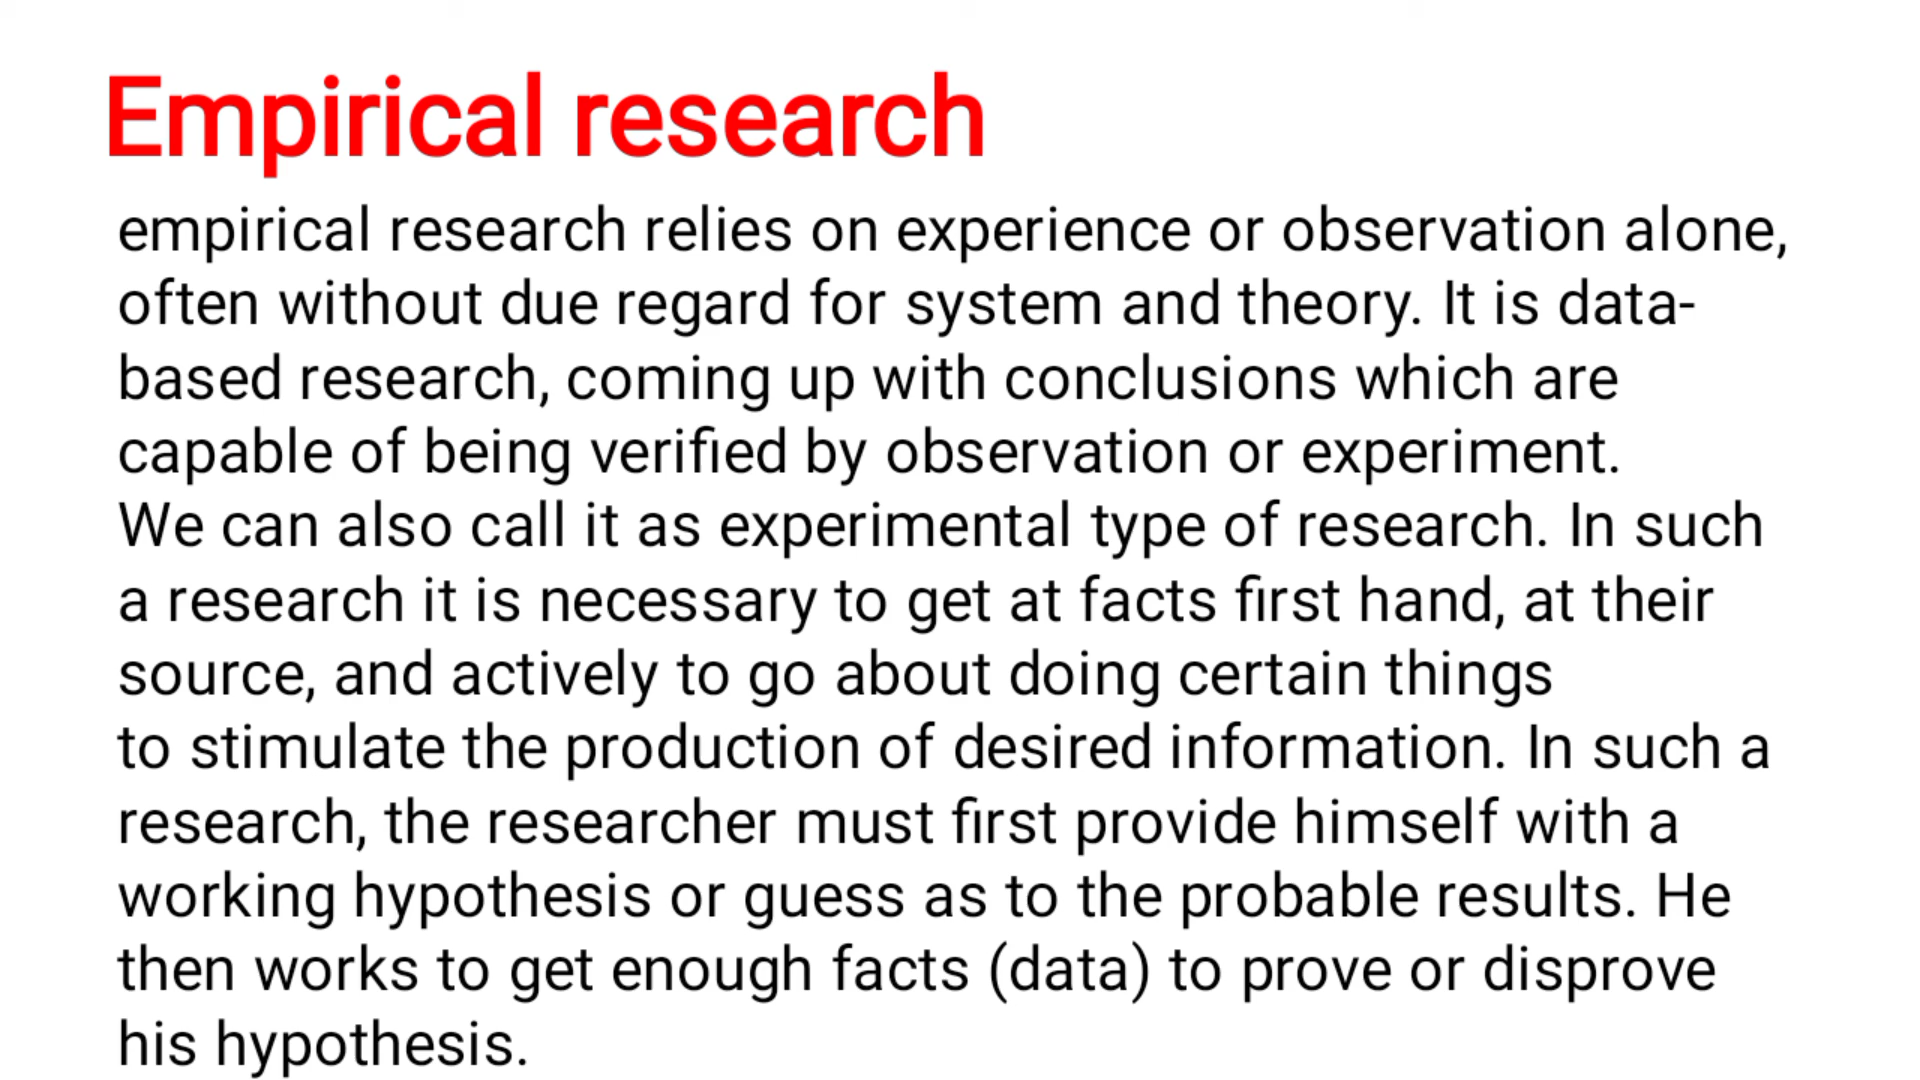 Empirical research
empirical research relies on experience or observation alone,
often without due regard for system and theory. It is data-
based research, coming up with conclusions which are
capable of being verified by observation or experiment.
We can also call it as experimental type of research. In such
a research it is necessary to get at facts first hand, at their
source, and actively to go about doing certain things
to stimulate the production of desired information. In such a
research, the researcher must first provide himself with a
working hypothesis or guess as to the probable results. He
then works to get enough facts (data) to prove or disprove
his hypothesis.